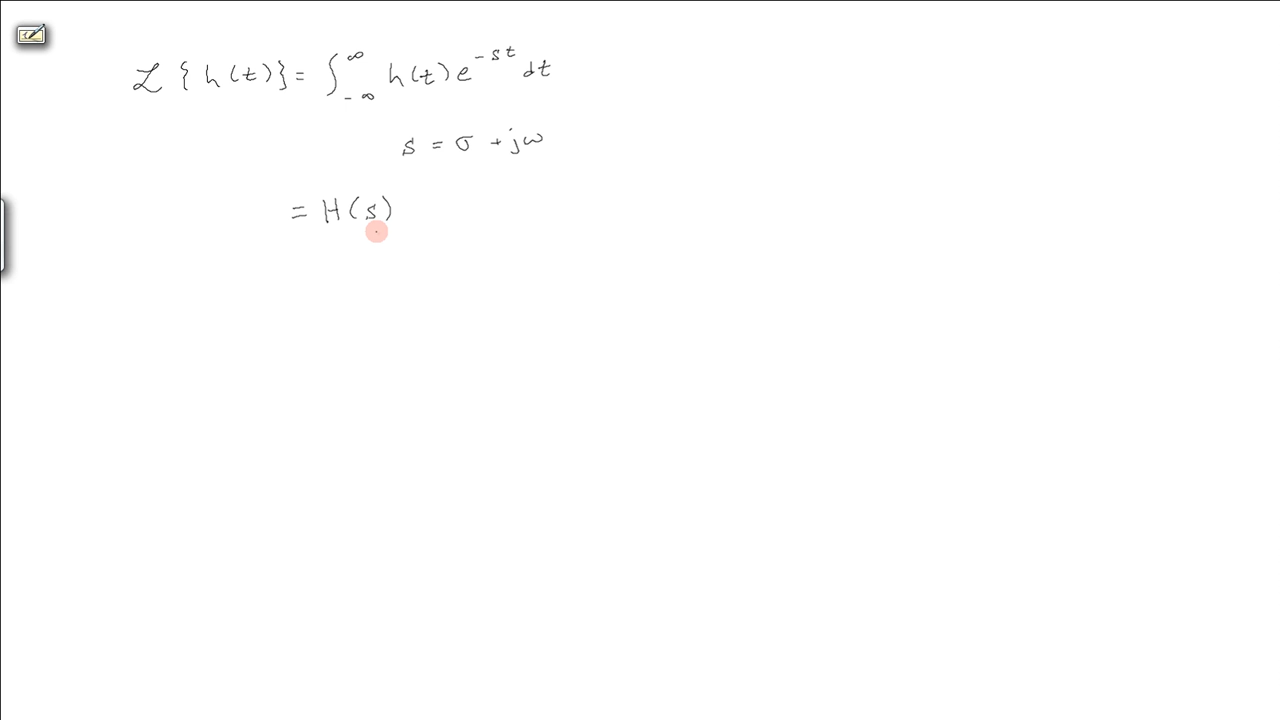 ℒ {h(t)} = ∫_{-∞}^{∞} h(t) e^{-st} dt
s = σ + jω
= H(s)